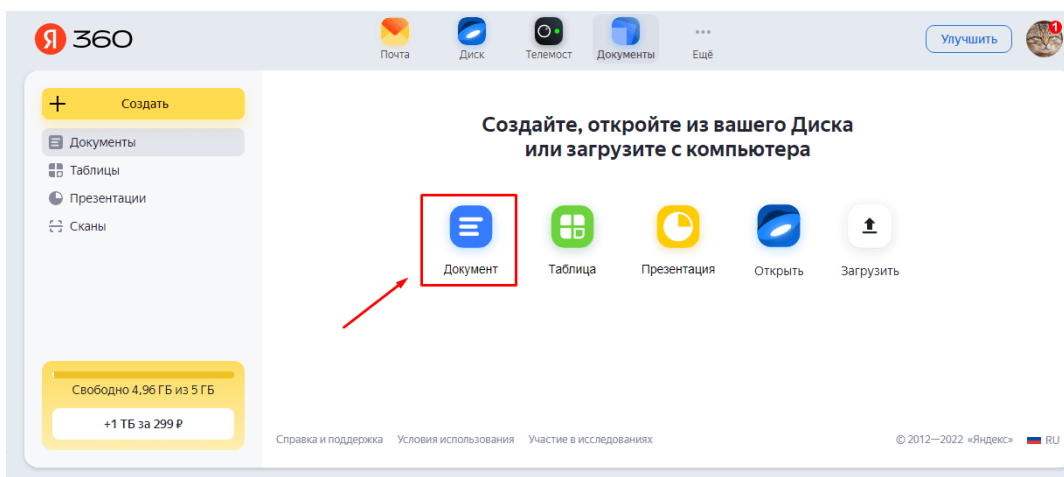 Я 360
Почта
Диск
Телемост
Документы
Ещё
Улучшить
1
Создать
Документы
Таблицы
Презентации
Сканы
Создайте, откройте из вашего Диска
или загрузите с компьютера
Документ
Таблица
Презентация
Открыть
Загрузить
Свободно 4,96 ГБ из 5 ГБ
+1 ТБ за 299 ₽
Справка и поддержка Условия использования Участие в исследованиях
© 2012—2022 «Яндекс» RU